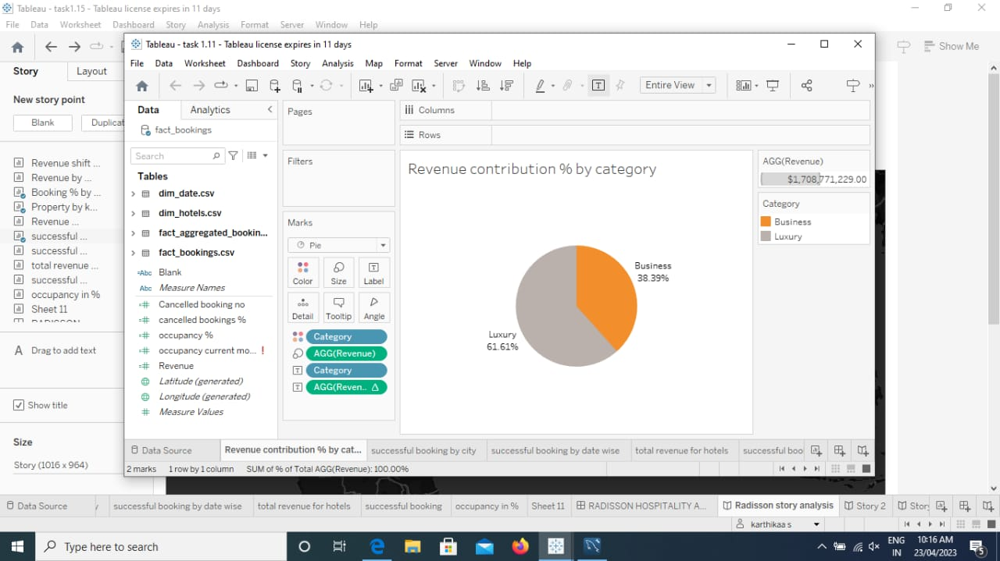 Tableau - task1.15 - Tableau license expires in 11 days
File Data Worksheet Dashboard Story Analysis Format Server Window Help
Show Me
Story Layout
New story point
Blank Duplicat
Revenue shift ...
Revenue by ...
Booking % by ...
Property by k...
Revenue ...
successful ...
successful ...
total revenue ...
successful ...
occupancy in %
Sheet 11
A Drag to add text
Show title
Size
Story (1016 x 964)
Tableau - task 1.11 - Tableau license expires in 11 days
File Data Worksheet Dashboard Story Analysis Map Format Server Window Help
Entire View
Data Analytics
fact_bookings
Search
Tables
dim_date.csv
dim_hotels.csv
fact_aggregated_bookin...
fact_bookings.csv
=Abc Blank
Abc Measure Names
=# Cancelled booking no
=# cancelled bookings %
=# occupancy %
=# occupancy current mo... !
=# Revenue
Latitude (generated)
Longitude (generated)
# Measure Values
Pages
Filters
Marks
Pie
Color Size Label
Detail Tooltip Angle
Category
AGG(Revenue)
Category
AGG(Reven..
Columns
Rows
Revenue contribution % by category
Business
38.39%
Luxury
61.61%
AGG(Revenue)
$1,708,771,229.00
Category
Business
Luxury
Data Source Revenue contribution % by cat... successful booking by city successful booking by date wise total revenue for hotels successful boo
2 marks 1 row by 1 column SUM of % of Total AGG(Revenue): 100.00%
Data Source y successful booking by date wise total revenue for hotels successful booking occupancy in % Sheet 11 RADISSON HOSPITALITY A... Radisson story analysis Story 2 Story
karthikaa s
Type here to search
ENG 10:16 AM
IN 23/04/2023
5